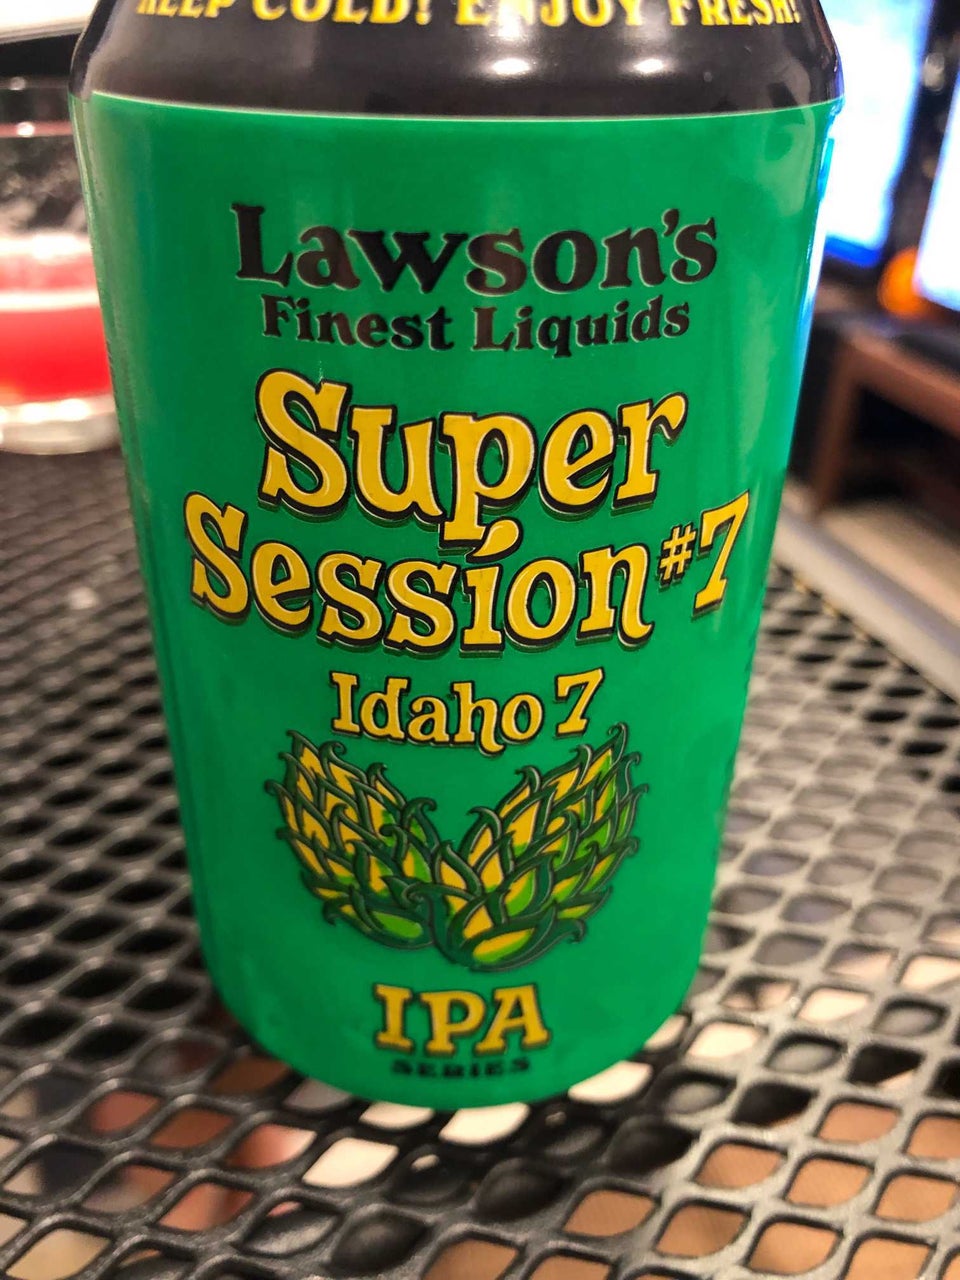 KEEP COLD! ENJOY FRESH!
Lawson's
Finest Liquids
Super
Session #7
Idaho 7
IPA
SERIES